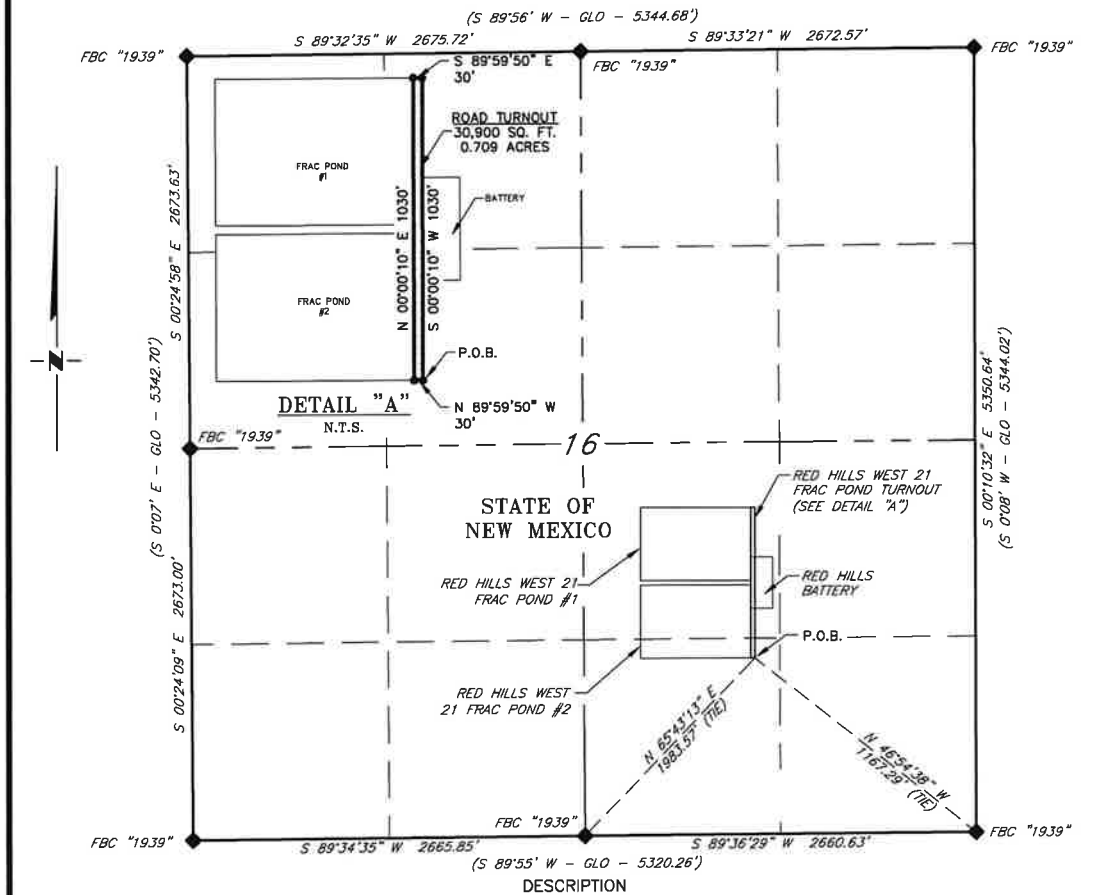 (S 89°56' W - GLO - 5344.68')
S 89°32'35" W 2675.72'
S 89°33'21" W 2672.57'
FBC "1939"
FBC "1939"
FBC "1939"
S 89°59'50" E
30'
ROAD TURNOUT
30,900 SQ. FT.
0.709 ACRES
FRAC POND
#1
BATTERY
N 00°00'10" E 1030'
S 00°00'10" W 1030'
S 00°24'58" E 2673.63'
FRAC POND
#2
N
P.O.B.
DETAIL "A"
N.T.S.
N 89°59'50" W
30'
(S 0°07' E - GLO - 5342.70')
FBC "1939"
16
S 00°10'32" E 5350.64'
(S 0°08' W - GLO - 5344.02')
STATE OF
NEW MEXICO
RED HILLS WEST 21
FRAC POND TURNOUT
(SEE DETAIL "A")
RED HILLS WEST 21
FRAC POND #1
RED HILLS
BATTERY
S 00°24'09" E 2673.00'
P.O.B.
RED HILLS WEST
21 FRAC POND #2
N 65°43'13" E
1983.57' (TIE)
N 46°54'38" W
1167.29' (TIE)
FBC "1939"
FBC "1939"
FBC "1939"
S 89°34'35" W 2665.85'
S 89°36'29" W 2660.63'
(S 89°55' W - GLO - 5320.26')
DESCRIPTION